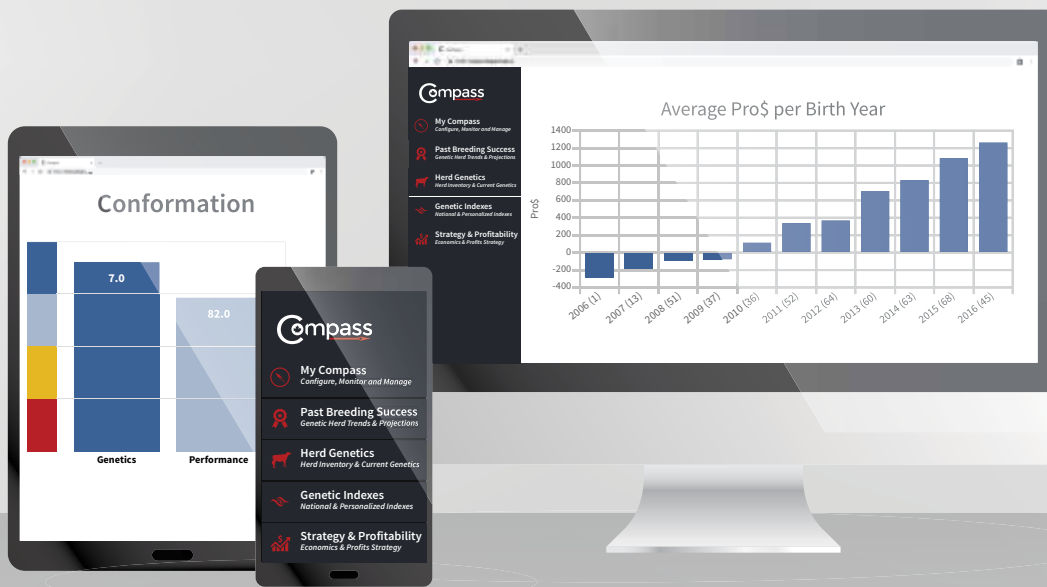 Conformation
7.0
82.0
Genetics
Performance
Compass
My Compass
Configure, Monitor and Manage
Past Breeding Success
Genetic Herd Trends & Projections
Herd Genetics
Herd Inventory & Current Genetics
Genetic Indexes
National & Personalized Indexes
Strategy & Profitability
Economics & Profits Strategy
Compass
My Compass
Configure, Monitor and Manage
Past Breeding Success
Genetic Herd Trends & Projections
Herd Genetics
Herd Inventory & Current Genetics
Genetic Indexes
National & Personalized Indexes
Strategy & Profitability
Economics & Profits Strategy
Average Pro$ per Birth Year
Pro$
1400
1200
1000
800
600
400
200
0
-200
-400
2006 (1)
2007 (13)
2008 (51)
2009 (37)
2010 (36)
2011 (52)
2012 (64)
2013 (60)
2014 (63)
2015 (68)
2016 (45)